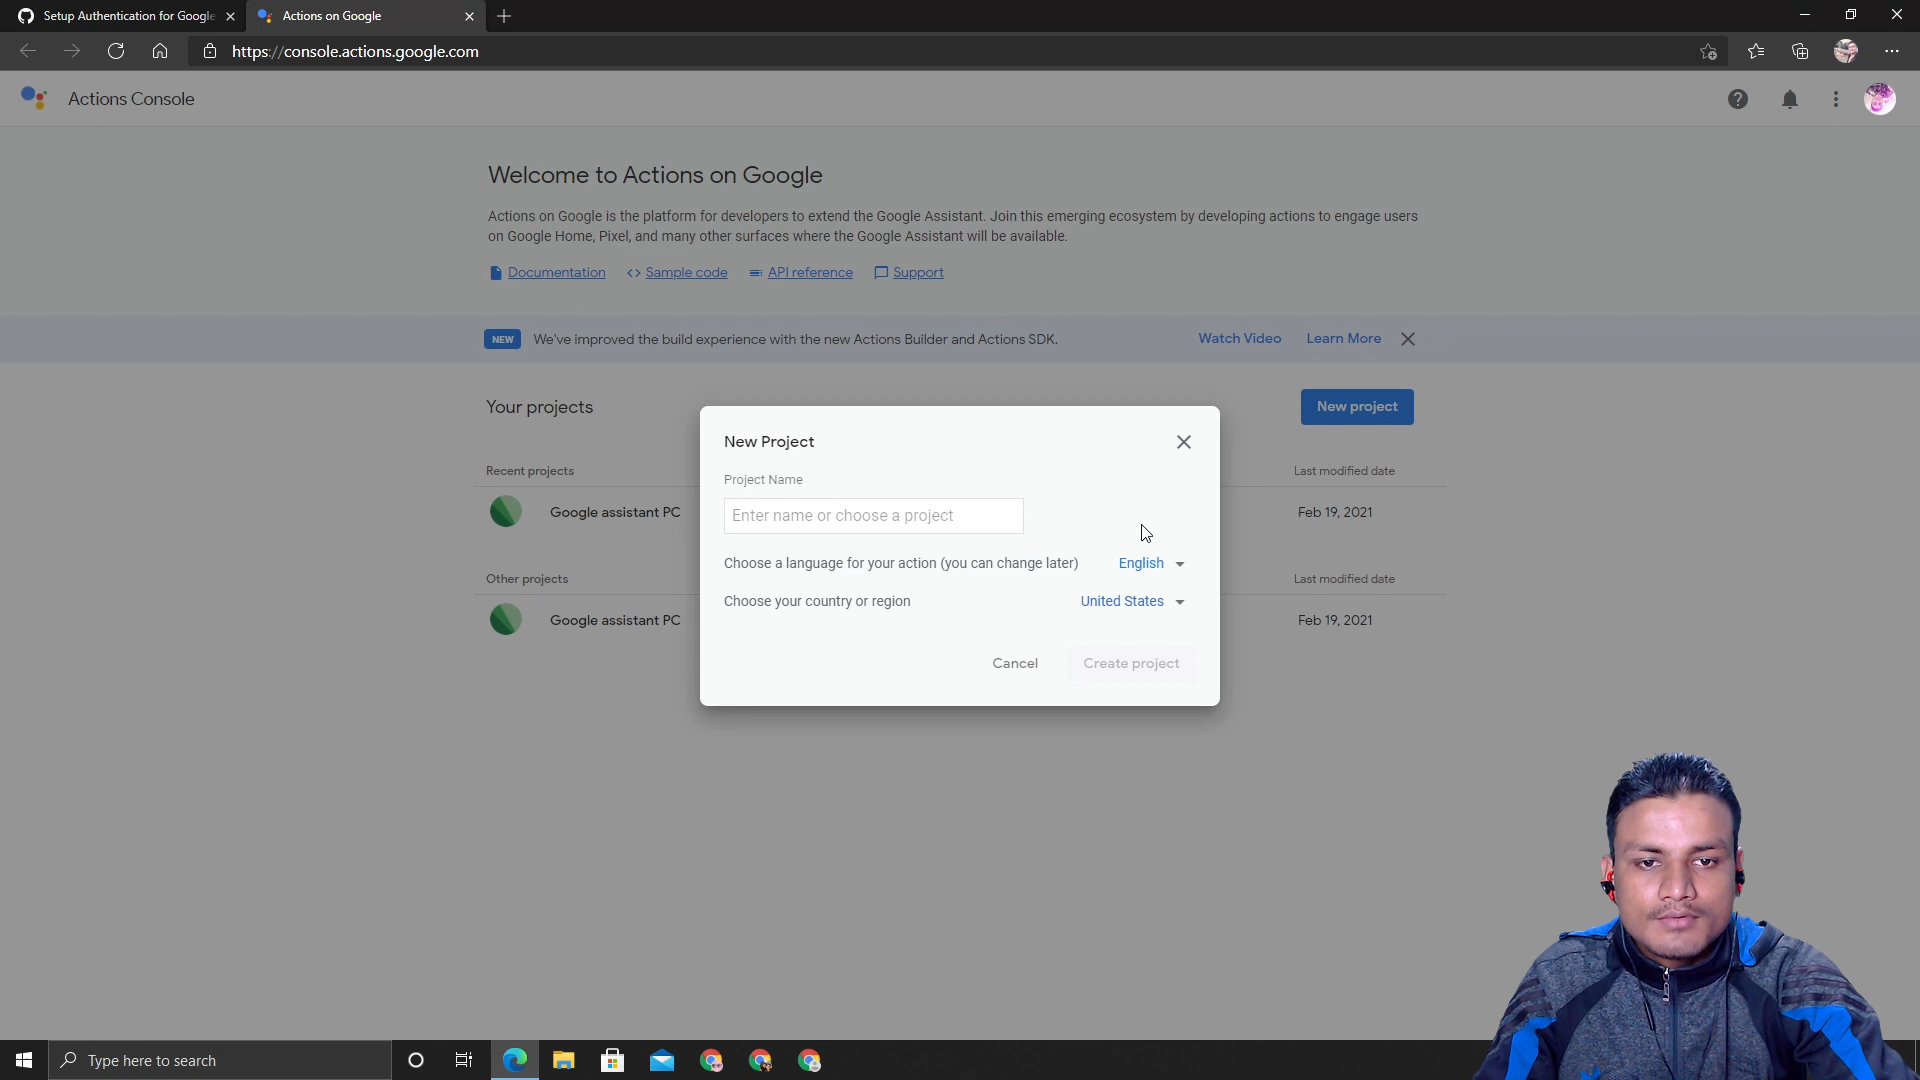 Setup Authentication for Google
Actions on Google
https://console.actions.google.com
Actions Console
Welcome to Actions on Google
Actions on Google is the platform for developers to extend the Google Assistant. Join this emerging ecosystem by developing actions to engage users
on Google Home, Pixel, and many other surfaces where the Google Assistant will be available.
Documentation Sample code API reference Support
NEW We've improved the build experience with the new Actions Builder and Actions SDK. Watch Video Learn More
Your projects New project
New Project
Project Name
Enter name or choose a project
Choose a language for your action (you can change later) English
Choose your country or region United States
Cancel Create project
Recent projects Last modified date
Google assistant PC Feb 19, 2021
Other projects Last modified date
Google assistant PC Feb 19, 2021
Type here to search